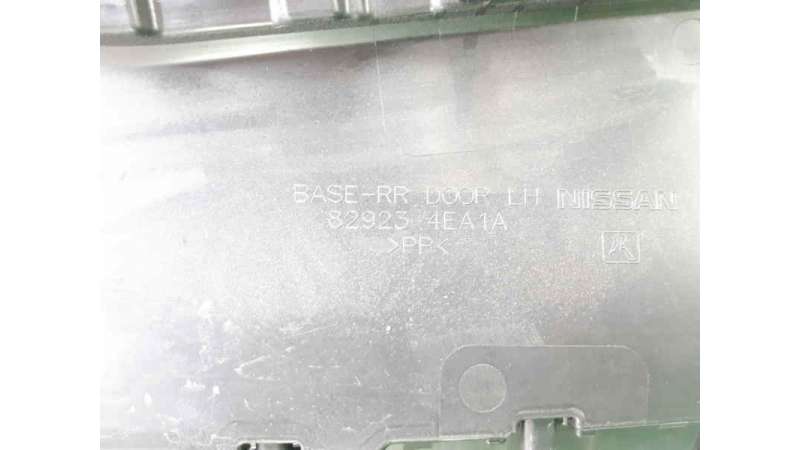 BASE-RR DOOR LH NISSAN
82923 4EA1A
>PP<